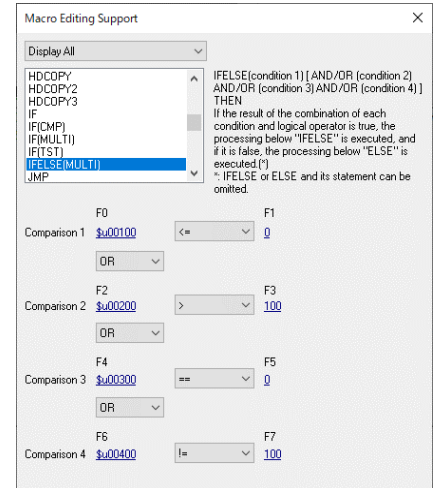 Macro Editing Support
Display All
HDCOPY
HDCOPY2
HDCOPY3
IF
IF(CMP)
IF(MULTI)
IF(TST)
IFELSE(MULTI)
JMP
IFELSE(condition 1) [ AND/OR (condition 2)
AND/OR (condition 3) AND/OR (condition 4) ]
THEN
If the result of the combination of each
condition and logical operator is true, the
processing below "IFELSE" is executed, and
if it is false, the processing below "ELSE" is
executed.(*)
*: IFELSE or ELSE and its statement can be
omitted.
F0 F1
Comparison 1 $u00100 <= 0
OR
F2 F3
Comparison 2 $u00200 > 100
OR
F4 F5
Comparison 3 $u00300 == 0
OR
F6 F7
Comparison 4 $u00400 != 100